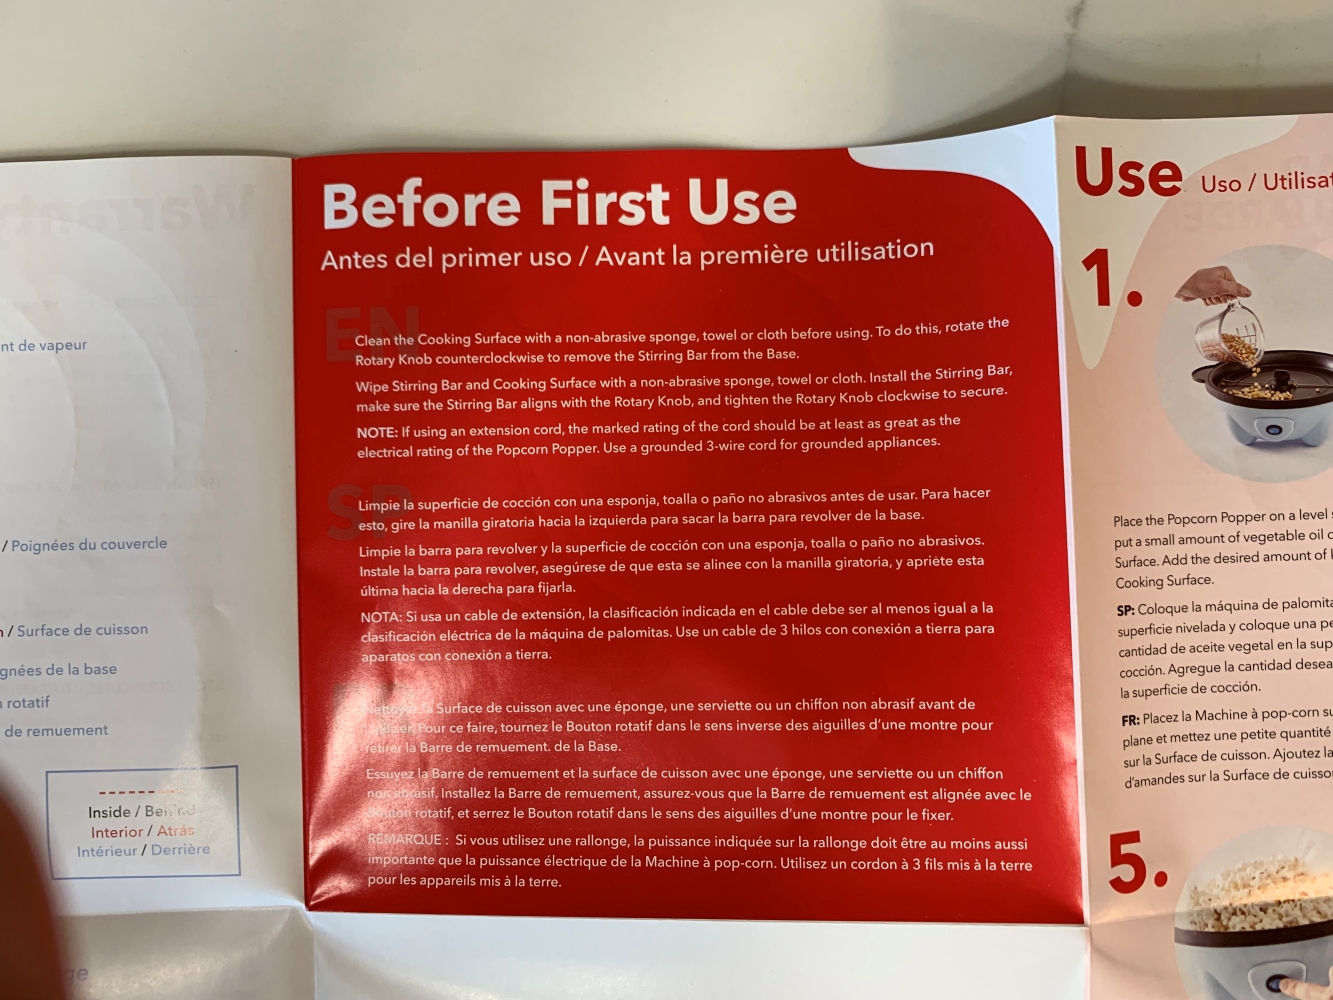 nt de vapeur
/ Poignées du couvercle
/ Surface de cuisson
gnées de la base
rotatif
de remuement
Inside / Behind
Interior / Atrás
Intérieur / Derrière
Before First Use
Antes del primer uso / Avant la première utilisation
EN
Clean the Cooking Surface with a non-abrasive sponge, towel or cloth before using. To do this, rotate the
Rotary Knob counterclockwise to remove the Stirring Bar from the Base.
Wipe Stirring Bar and Cooking Surface with a non-abrasive sponge, towel or cloth. Install the Stirring Bar,
make sure the Stirring Bar aligns with the Rotary Knob, and tighten the Rotary Knob clockwise to secure.
NOTE: If using an extension cord, the marked rating of the cord should be at least as great as the
electrical rating of the Popcorn Popper. Use a grounded 3-wire cord for grounded appliances.
SP
Limpie la superficie de cocción con una esponja, toalla o paño no abrasivos antes de usar. Para hacer
esto, gire la manilla giratoria hacia la izquierda para sacar la barra para revolver de la base.
Limpie la barra para revolver y la superficie de cocción con una esponja, toalla o paño no abrasivos.
Instale la barra para revolver, asegúrese de que esta se alinee con la manilla giratoria, y apriete esta
última hacia la derecha para fijarla.
NOTA: Si usa un cable de extensión, la clasificación indicada en el cable debe ser al menos igual a la
clasificación eléctrica de la máquina de palomitas. Use un cable de 3 hilos con conexión a tierra para
aparatos con conexión a tierra.
Nettoyez la Surface de cuisson avec une éponge, une serviette ou un chiffon non abrasif avant de
l'utiliser. Pour ce faire, tournez le Bouton rotatif dans le sens inverse des aiguilles d'une montre pour
retirer la Barre de remuement. de la Base.
Essuyez la Barre de remuement et la surface de cuisson avec une éponge, une serviette ou un chiffon
non abrasif. Installez la Barre de remuement, assurez-vous que la Barre de remuement est alignée avec le
Bouton rotatif, et serrez le Bouton rotatif dans le sens des aiguilles d'une montre pour le fixer.
REMARQUE : Si vous utilisez une rallonge, la puissance indiquée sur la rallonge doit être au moins aussi
importante que la puissance électrique de la Machine à pop-corn. Utilisez un cordon à 3 fils mis à la terre
pour les appareils mis à la terre.
Use Uso / Utilisat
1.
Place the Popcorn Popper on a level
put a small amount of vegetable oil
Surface. Add the desired amount of
Cooking Surface.
SP: Coloque la máquina de palomita
superficie nivelada y coloque una pe
cantidad de aceite vegetal en la sup
cocción. Agregue la cantidad desea
la superficie de cocción.
FR: Placez la Machine à pop-corn su
plane et mettez une petite quantité
sur la Surface de cuisson. Ajoutez la
d'amandes sur la Surface de cuisso
5.